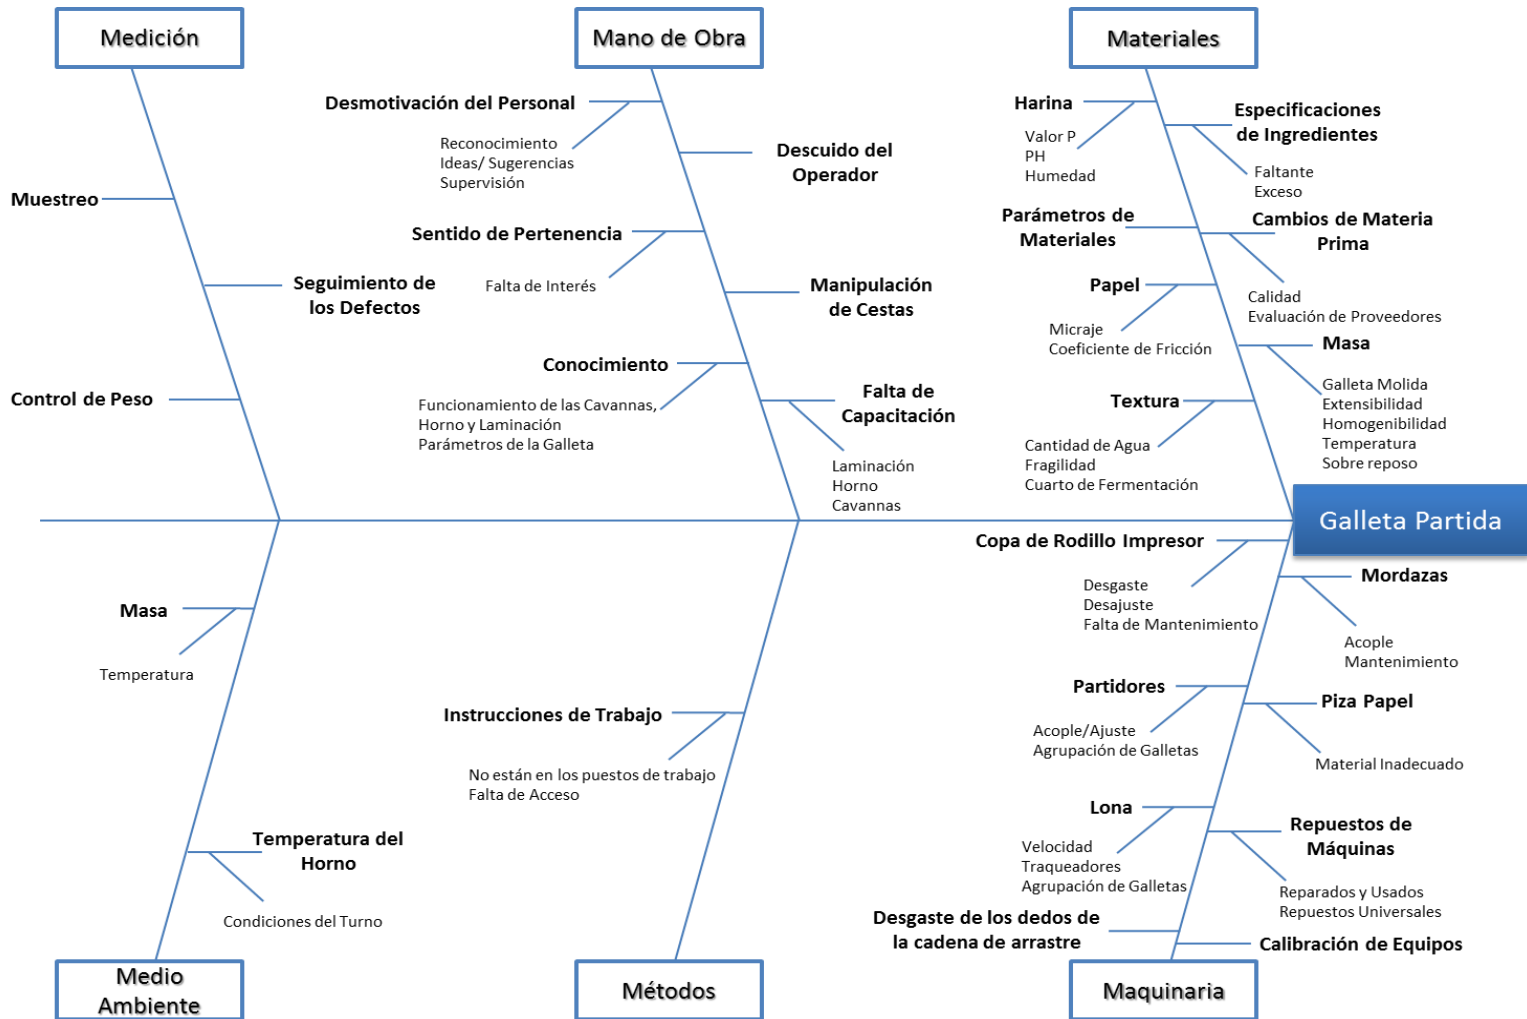 Medición
Mano de Obra
Materiales
Muestreo
Seguimiento de
los Defectos
Control de Peso
Desmotivación del Personal
Reconocimiento
Ideas/ Sugerencias
Supervisión
Descuido del
Operador
Sentido de Pertenencia
Falta de Interés
Manipulación
de Cestas
Conocimiento
Funcionamiento de las Cavannas,
Horno y Laminación
Parámetros de la Galleta
Falta de
Capacitación
Laminación
Horno
Cavannas
Harina
Valor P
PH
Humedad
Especificaciones
de Ingredientes
Faltante
Exceso
Parámetros de
Materiales
Cambios de Materia
Prima
Calidad
Evaluación de Proveedores
Papel
Micraje
Coeficiente de Fricción
Masa
Galleta Molida
Extensibilidad
Homogenibilidad
Temperatura
Sobre reposo
Textura
Cantidad de Agua
Fragilidad
Cuarto de Fermentación
Galleta Partida
Masa
Temperatura
Temperatura del
Horno
Condiciones del Turno
Instrucciones de Trabajo
No están en los puestos de trabajo
Falta de Acceso
Copa de Rodillo Impresor
Desgaste
Desajuste
Falta de Mantenimiento
Mordazas
Acople
Mantenimiento
Partidores
Acople/Ajuste
Agrupación de Galletas
Piza Papel
Material Inadecuado
Lona
Velocidad
Traqueadores
Agrupación de Galletas
Repuestos de
Máquinas
Reparados y Usados
Repuestos Universales
Desgaste de los dedos de
la cadena de arrastre
Calibración de Equipos
Medio
Ambiente
Métodos
Maquinaria